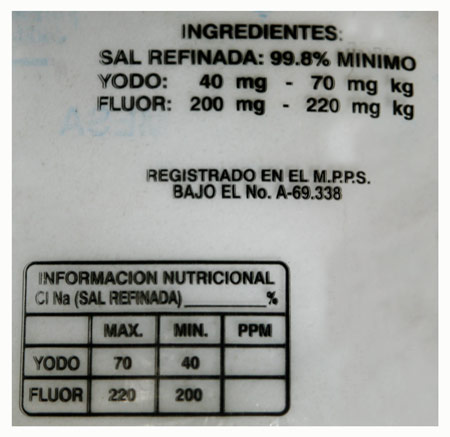 INGREDIENTES:
SAL REFINADA: 99.8% MINIMO
YODO: 40 mg - 70 mg kg
FLUOR: 200 mg - 220 mg kg
REGISTRADO EN EL M.P.P.S.
BAJO EL No. A-69.338
INFORMACION NUTRICIONAL
Cl Na (SAL REFINADA)__________%
MAX. MIN. PPM
YODO 70 40
FLUOR 220 200